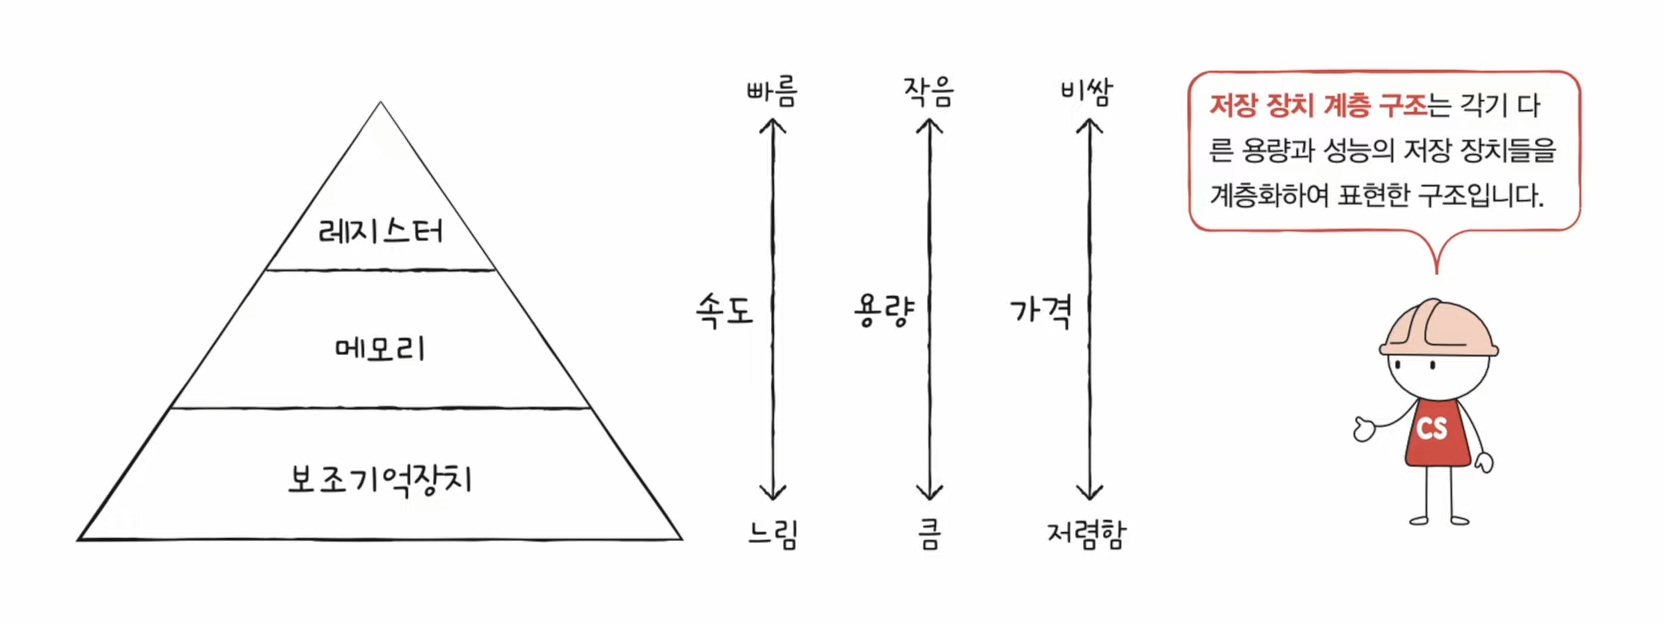 레지스터
메모리
보조기억장치
빠름
속도
느림
작음
용량
큼
비쌈
가격
저렴함
저장 장치 계층 구조는 각기 다
른 용량과 성능의 저장 장치들을
계층화하여 표현한 구조입니다.
CS